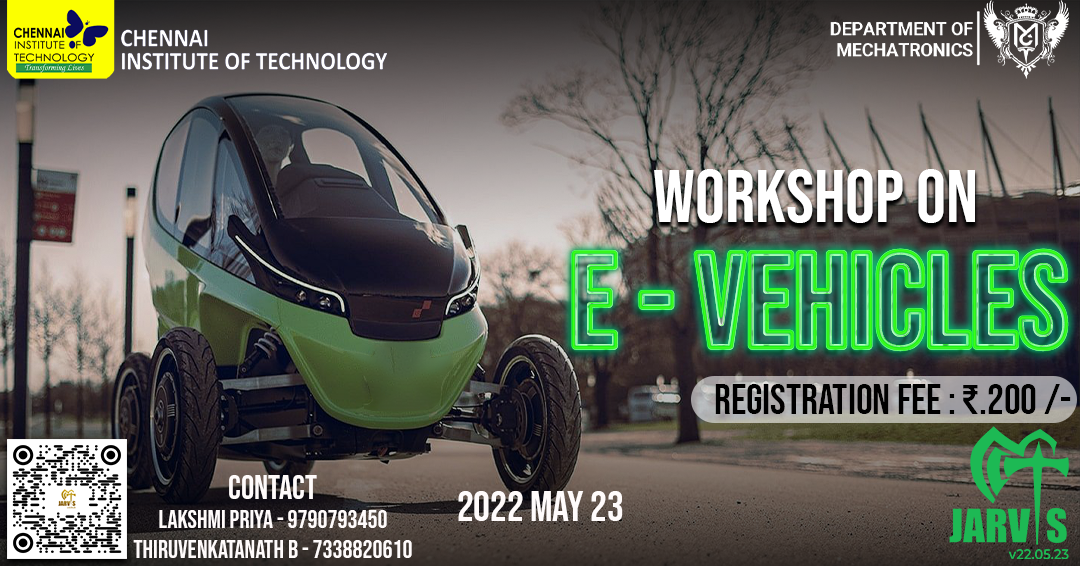 CHENNAI
INSTITUTE OF
TECHNOLOGY
Transforming Lives
CHENNAI
INSTITUTE OF TECHNOLOGY
DEPARTMENT OF
MECHATRONICS
WORKSHOP ON
E - VEHICLES
REGISTRATION FEE : ₹.200 /-
CONTACT
LAKSHMI PRIYA - 9790793450
THIRUVENKATANATH B - 7338820610
2022 MAY 23
JARVIS
JARVIS
v22.05.23